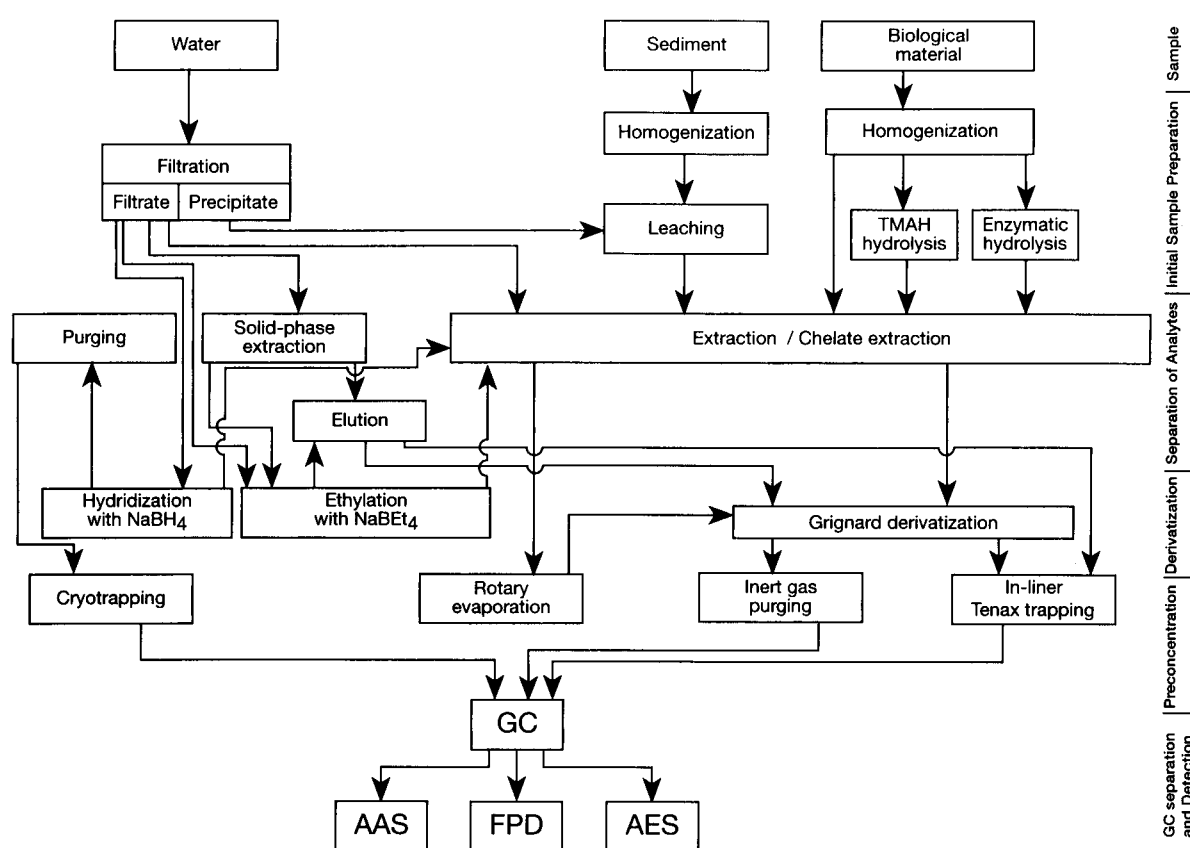 Water
Sediment
Biological
material
Homogenization
Homogenization
Filtration
Filtrate
Precipitate
Leaching
TMAH
hydrolysis
Enzymatic
hydrolysis
Purging
Solid-phase
extraction
Extraction / Chelate extraction
Elution
Hydridization
with NaBH4
Ethylation
with NaBEt4
Grignard derivatization
Cryotrapping
Rotary
evaporation
Inert gas
purging
In-liner
Tenax trapping
GC
AAS
FPD
AES
Sample
Initial Sample Preparation
Separation of Analytes
Derivatization
Preconcentration
GC separation
and Detection